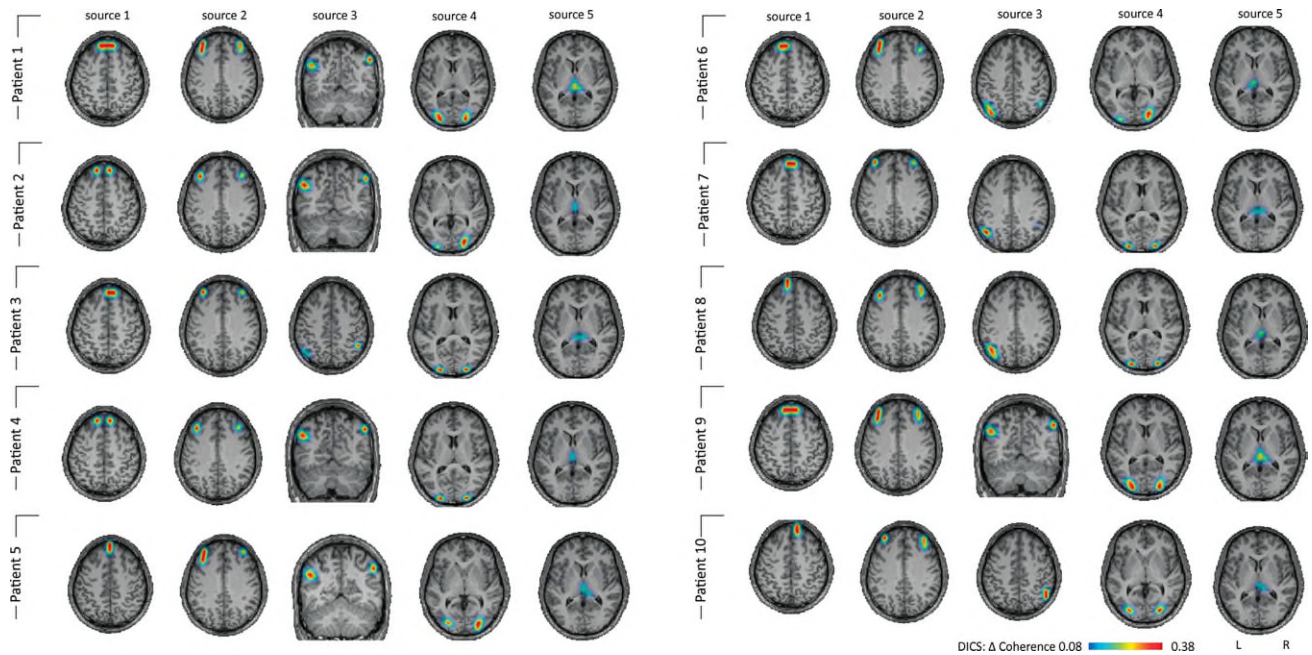 source 1 source 2 source 3 source 4 source 5
source 1 source 2 source 3 source 4 source 5
Patient 1
Patient 2
Patient 3
Patient 4
Patient 5
Patient 6
Patient 7
Patient 8
Patient 9
Patient 10
DICS: Δ Coherence 0.08 0.38 L R